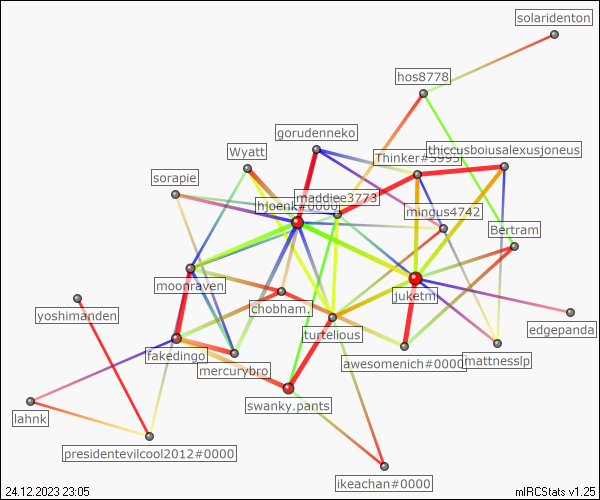 solaridenton
hos8778
gorudenneko
thiccusboiusalexusjoneus
Wyatt
Thinker#5995
sorapie
maddiee3773
hjoenk#0000
mingus4742
Bertram
moonraven
juketm
yoshimanden
chobham.
edgepanda
turtelious
fakedingo
mercurybro
awesomenich#0000
mattnesslp
swanky.pants
lahnk
presidentevilcool2012#0000
ikeachan#0000
24.12.2023 23:05
mIRCStats v1.25